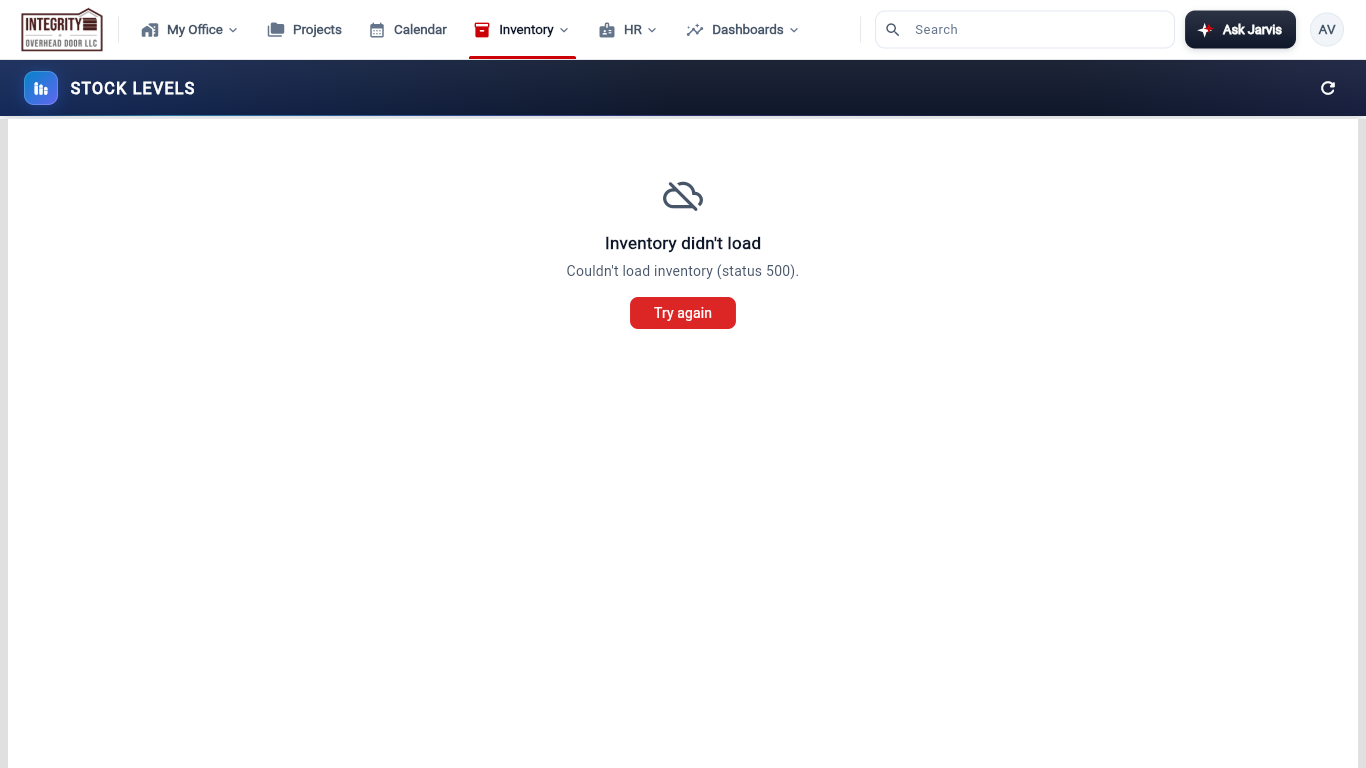 INTEGRITY
OVERHEAD DOOR LLC
My Office
Projects
Calendar
Inventory
HR
Dashboards
Search
Ask Jarvis
AV
STOCK LEVELS
Inventory didn't load
Couldn't load inventory (status 500).
Try again